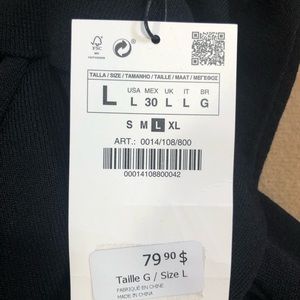 FSC
TALLA / SIZE / TAMANHO / TAILLE / MAAT / ΜΕΓΕΘΟΣ
L
USA MEX UK IT BR
L 30 L L G
S M L XL
ART.: 0014/108/800
00014108800042
79 90 $
Taille G / Size L
FABRIQUÉ EN CHINE
MADE IN CHINA